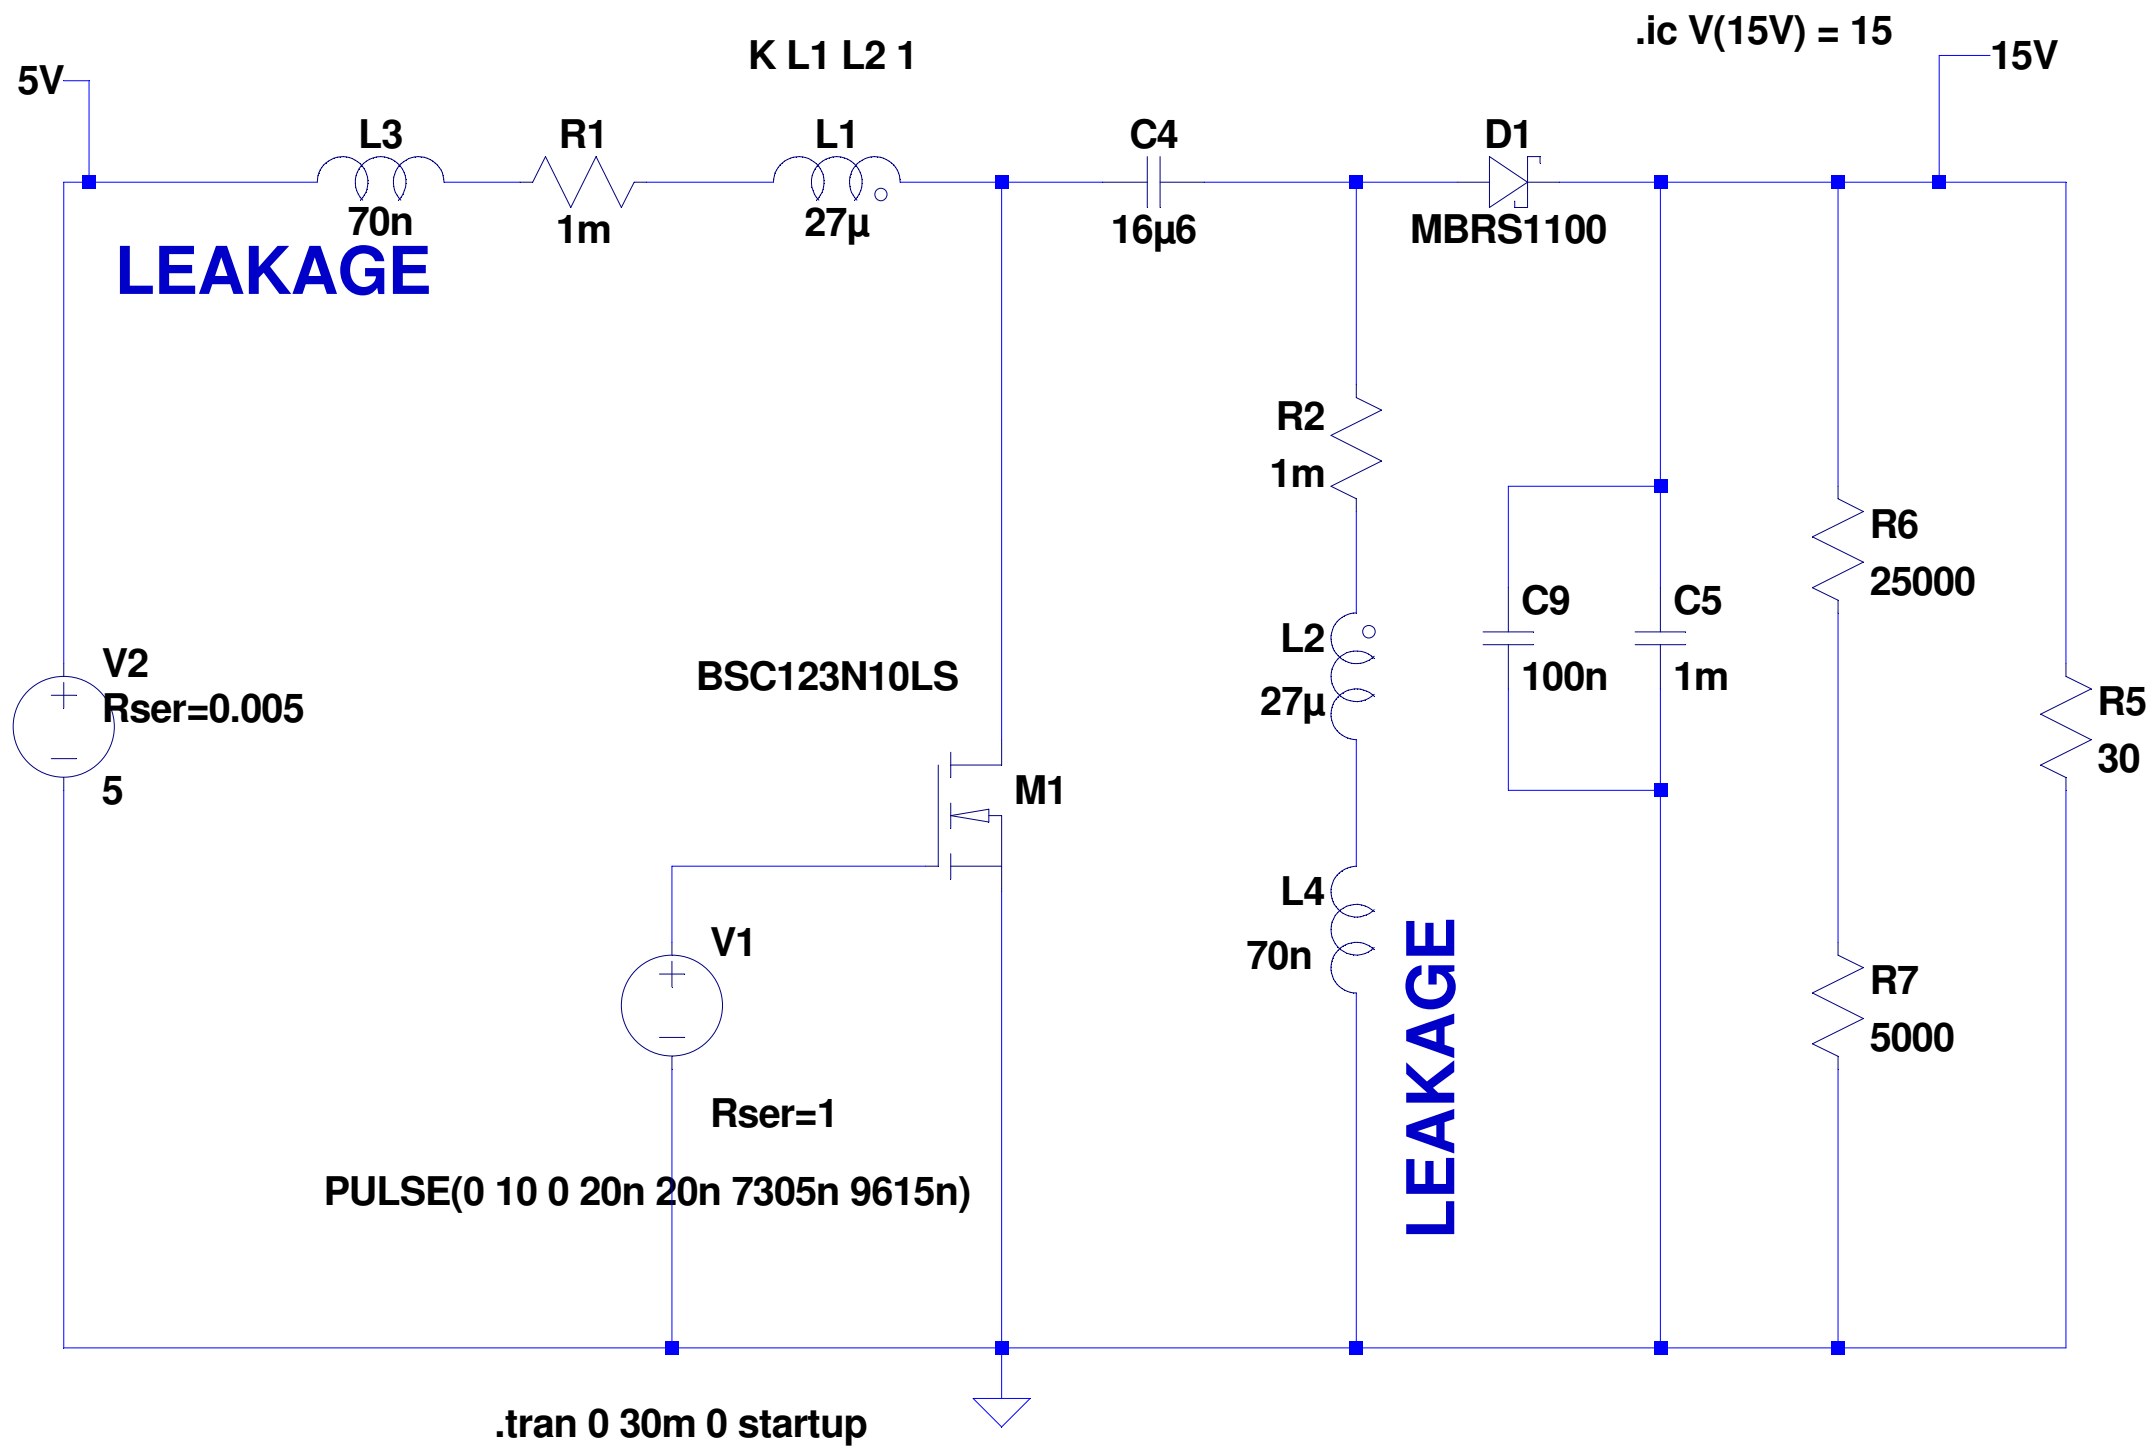 .ic V(15V) = 15
K L1 L2 1
5V
15V
L3
R1
L1
C4
D1
70n
1m
27µ
16µ6
MBRS1100
LEAKAGE
R2
1m
R6
25000
C9
C5
L2
V2
BSC123N10LS
100n
1m
27µ
Rser=0.005
R5
30
5
M1
L4
V1
70n
LEAKAGE
R7
5000
Rser=1
PULSE(0 10 0 20n 20n 7305n 9615n)
.tran 0 30m 0 startup